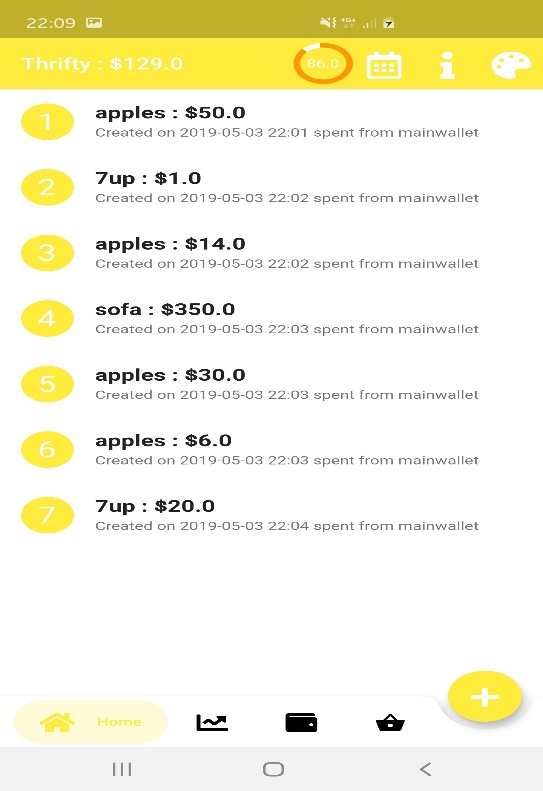 22:09
4G+
Thrifty : $129.0
86.0
1
apples : $50.0
Created on 2019-05-03 22:01 spent from mainwallet
2
7up : $1.0
Created on 2019-05-03 22:02 spent from mainwallet
3
apples : $14.0
Created on 2019-05-03 22:02 spent from mainwallet
4
sofa : $350.0
Created on 2019-05-03 22:03 spent from mainwallet
5
apples : $30.0
Created on 2019-05-03 22:03 spent from mainwallet
6
apples : $6.0
Created on 2019-05-03 22:03 spent from mainwallet
7
7up : $20.0
Created on 2019-05-03 22:04 spent from mainwallet
Home